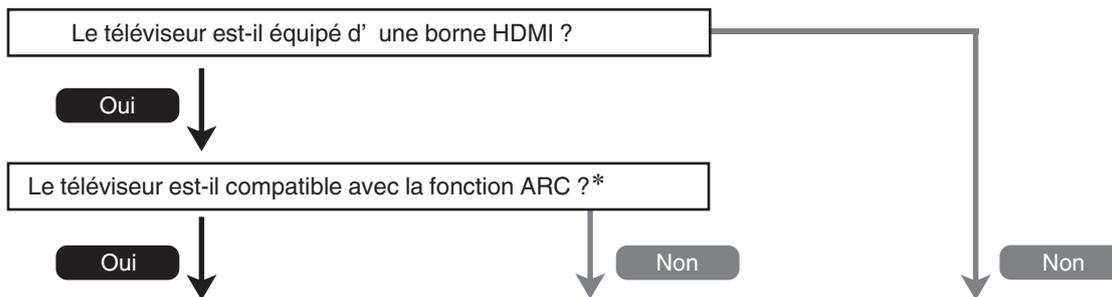 Le téléviseur est-il équipé d’ une borne HDMI ?
Oui
Le téléviseur est-il compatible avec la fonction ARC ?*
Oui
Non
Non